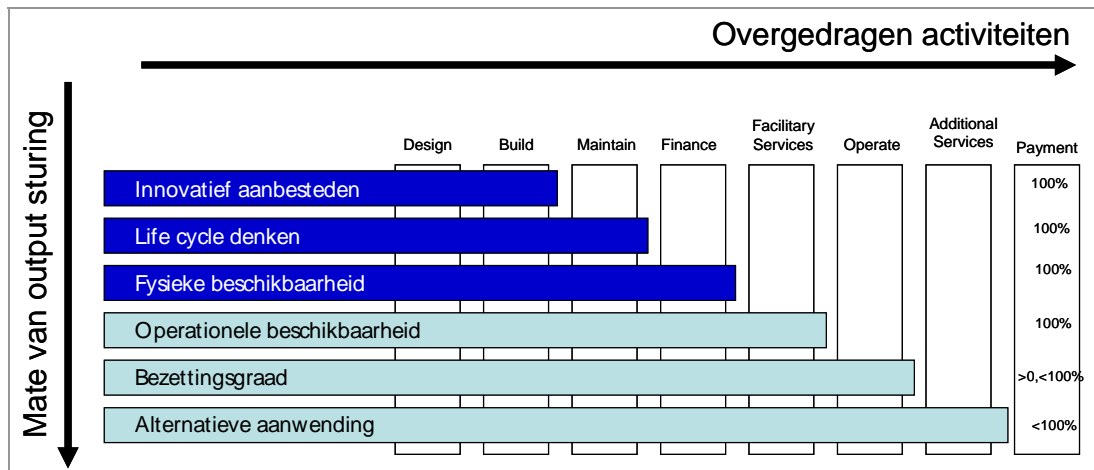 Overgedragen activiteiten
Mate van output sturing
Design
Build
Maintain
Finance
Facilitary
Services
Operate
Additional
Services
Payment
Innovatief aanbesteden
100%
Life cycle denken
100%
Fysieke beschikbaarheid
100%
Operationele beschikbaarheid
100%
Bezettingsgraad
>0,<100%
Alternatieve aanwending
<100%